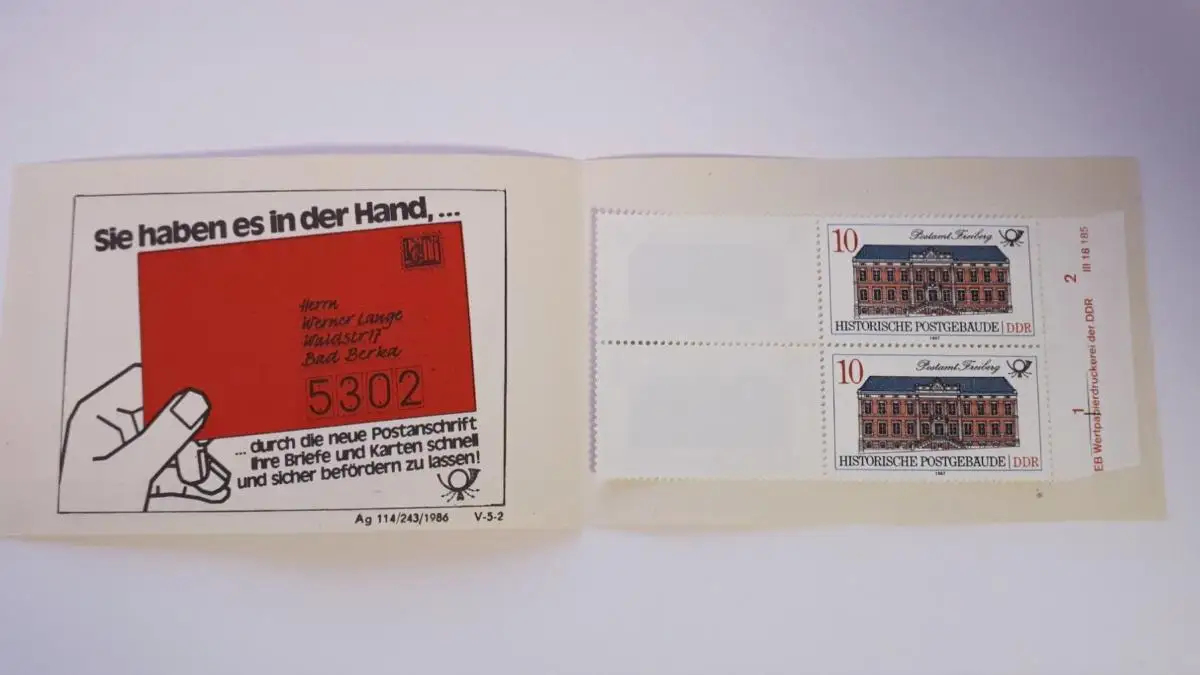 Sie haben es in der Hand,...
Herrn
Werner Lange
Waldstr 17
Bad Berka
5302
... durch die neue Postanschrift
Ihre Briefe und Karten schnell
und sicher befördern zu lassen!
Ag 114/243/1986 V-5-2
10
Postamt Freiberg
HISTORISCHE POSTGEBÄUDE | DDR
1987
10
Postamt Freiberg
HISTORISCHE POSTGEBÄUDE | DDR
1987
2
III 18 185
1
EB Wertpapierdruckerei der DDR